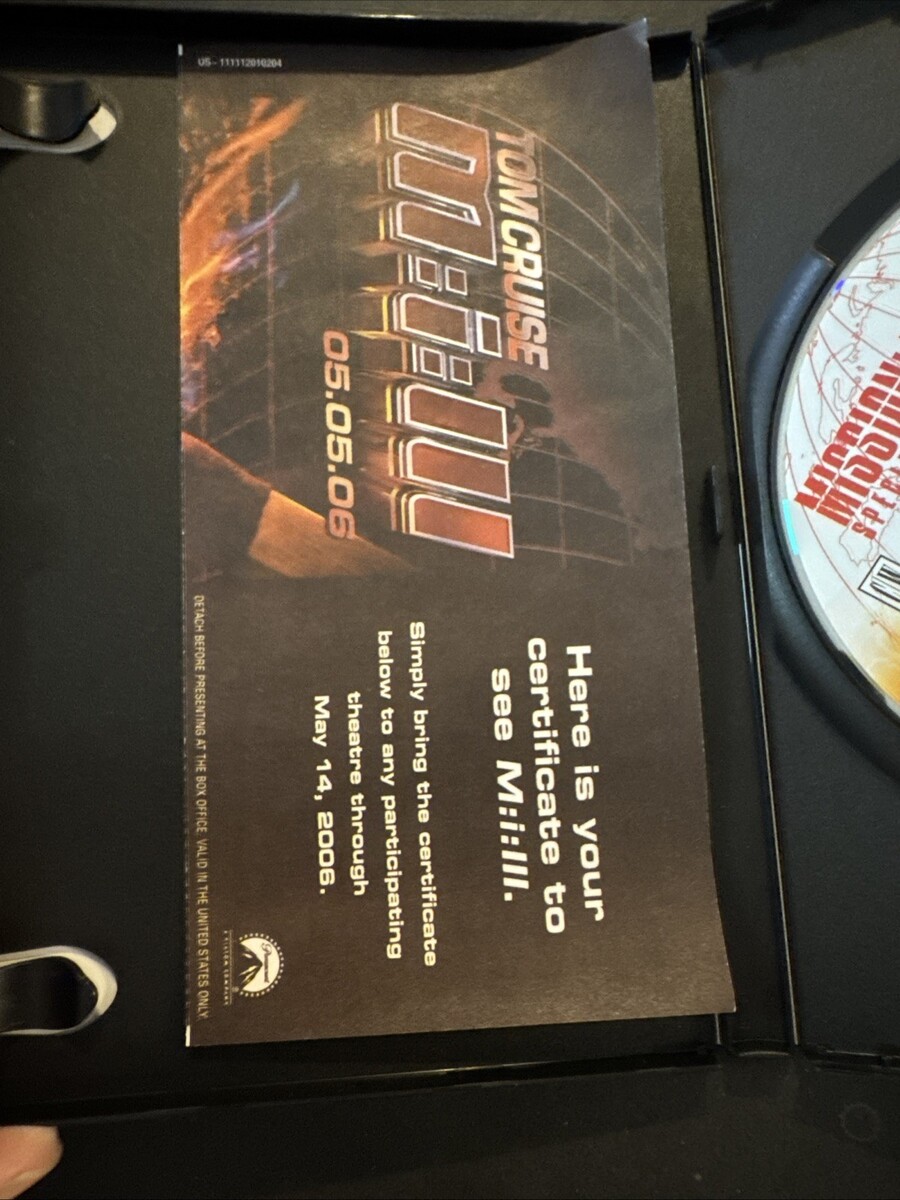 US - 111112010204
TOM CRUISE
M:i:III
05.05.06
Here is your
certificate to
see M:i:III.
Simply bring the certificate
below to any participating
theatre through
May 14, 2006.
DETACH BEFORE PRESENTING AT THE BOX OFFICE. VALID IN THE UNITED STATES ONLY.
Paramount